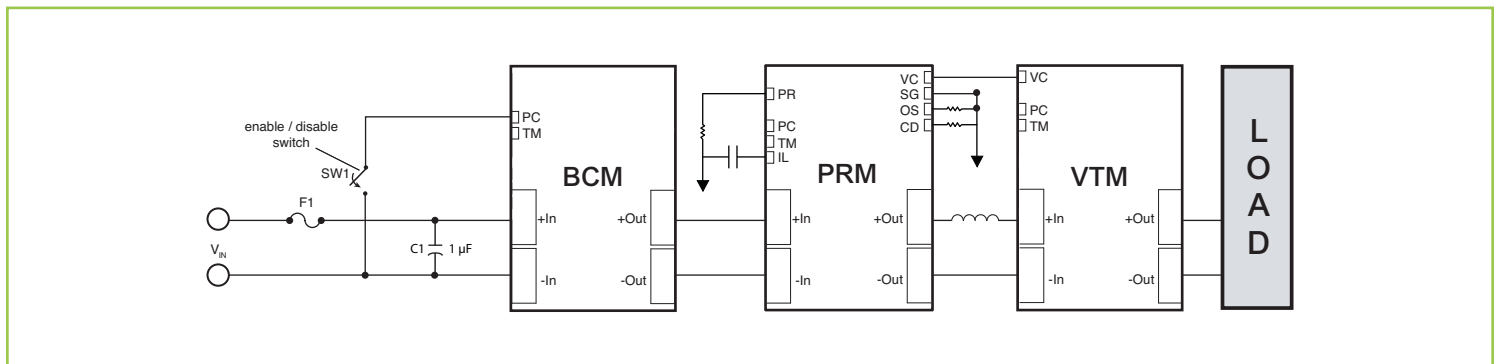 enable / disable
switch
SW1
F1
V_IN
C1 1 µF
PC
TM
BCM
+In
-In
+Out
-Out
PR
PC
TM
IL
VC
SG
OS
CD
PRM
+In
-In
+Out
-Out
VC
PC
TM
VTM
+In
-In
+Out
-Out
L
O
A
D